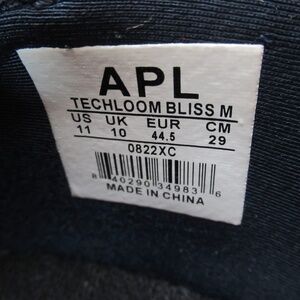 APL
TECHLOOM BLISS M
US UK EUR CM
11 10 44.5 29
0822XC
8 40290 34983 6
MADE IN CHINA